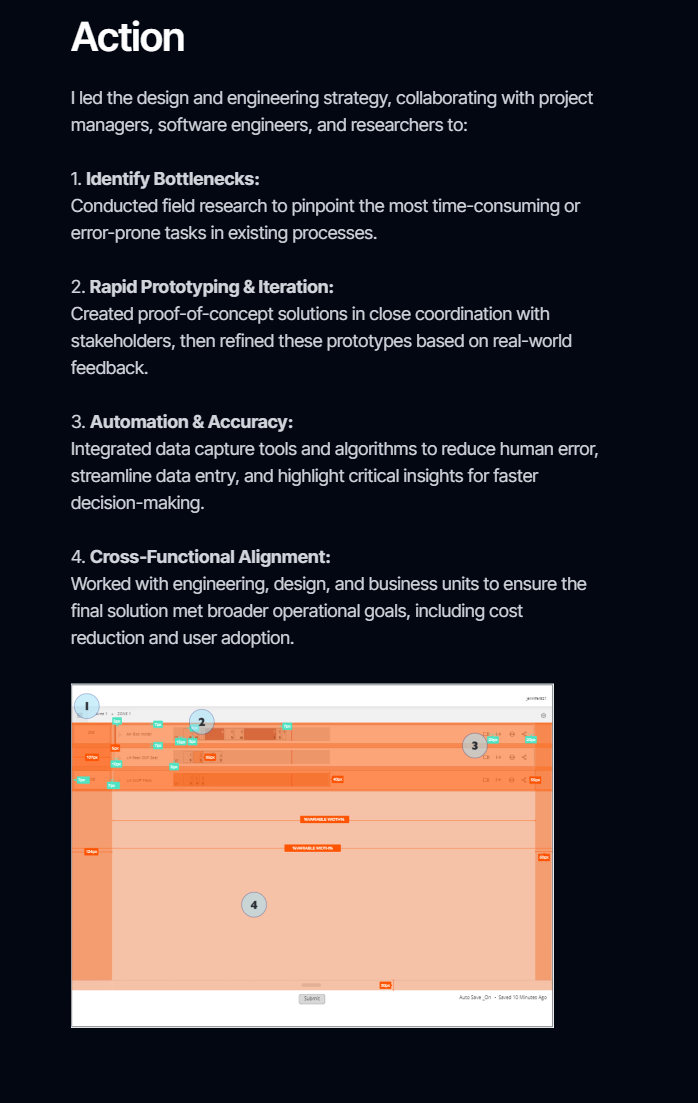 Action
I led the design and engineering strategy, collaborating with project
managers, software engineers, and researchers to:
1. Identify Bottlenecks:
Conducted field research to pinpoint the most time-consuming or
error-prone tasks in existing processes.
2. Rapid Prototyping & Iteration:
Created proof-of-concept solutions in close coordination with
stakeholders, then refined these prototypes based on real-world
feedback.
3. Automation & Accuracy:
Integrated data capture tools and algorithms to reduce human error,
streamline data entry, and highlight critical insights for faster
decision-making.
4. Cross-Functional Alignment:
Worked with engineering, design, and business units to ensure the
final solution met broader operational goals, including cost
reduction and user adoption.
1
2
3
4
Submit
Auto Save _On • Saved 10 Minutes Ago